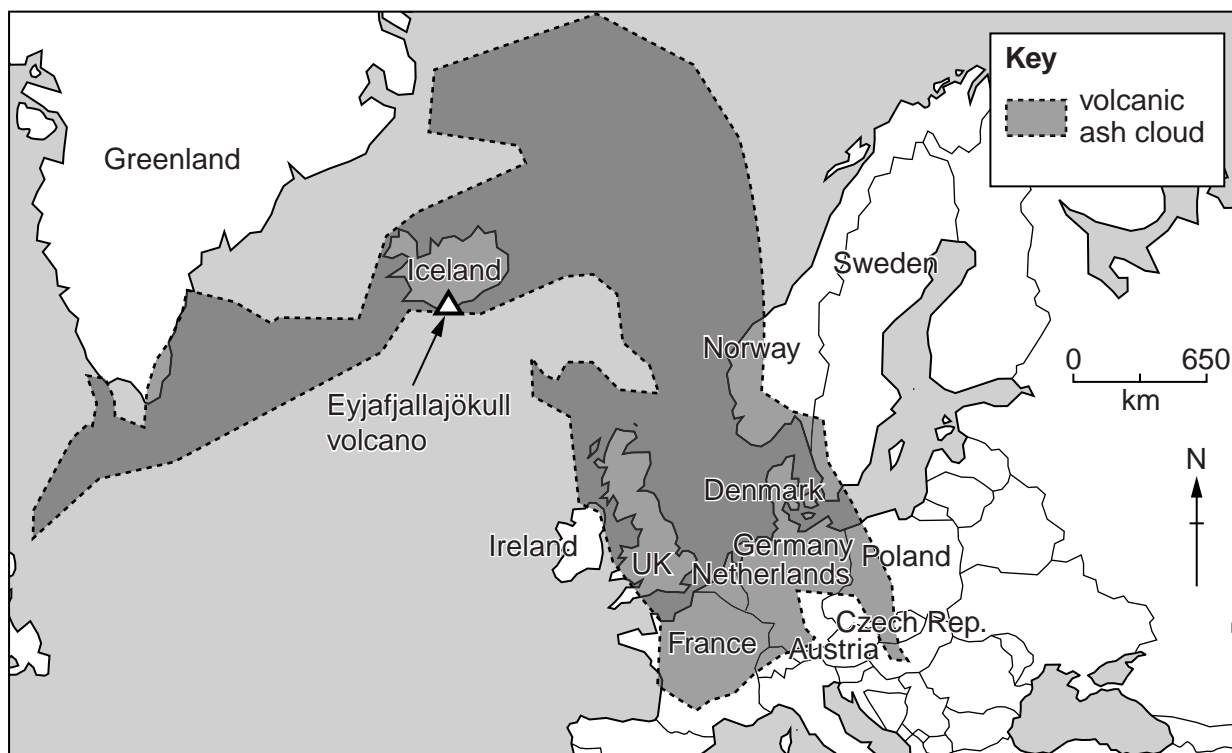 Key
volcanic
ash cloud
Greenland
Iceland
Sweden
Norway
0 650
km
Eyjafjallajökull
volcano
N
Denmark
Ireland
UK
Germany
Netherlands
Poland
Czech Rep.
France
Austria